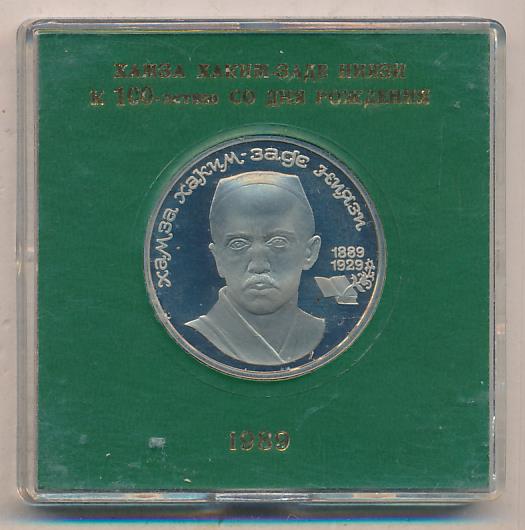 ХАМЗА ХАКИМ-ЗАДЕ НИЯЗИ
К 100-летию СО ДНЯ РОЖДЕНИЯ
хамза хаким-заде ниязи
1889
1929
1989